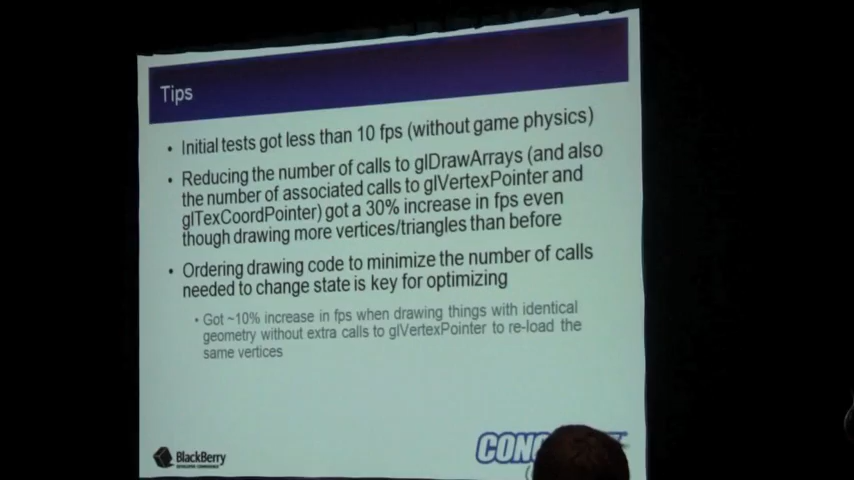 Tips
• Initial tests got less than 10 fps (without game physics)
• Reducing the number of calls to glDrawArrays (and also
the number of associated calls to glVertexPointer and
glTexCoordPointer) got a 30% increase in fps even
though drawing more vertices/triangles than before
• Ordering drawing code to minimize the number of calls
needed to change state is key for optimizing
• Got ~10% increase in fps when drawing things with identical
geometry without extra calls to glVertexPointer to re-load the
same vertices
BlackBerry